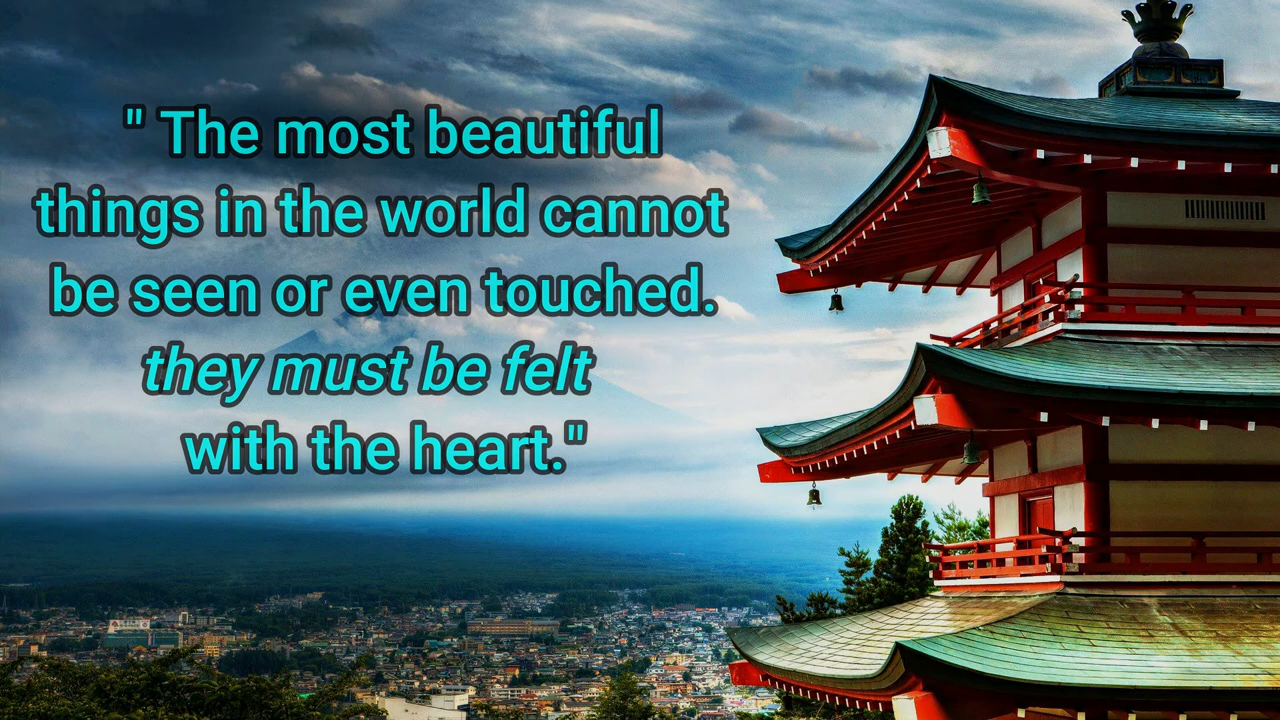 " The most beautiful
things in the world cannot
be seen or even touched.
they must be felt
with the heart."